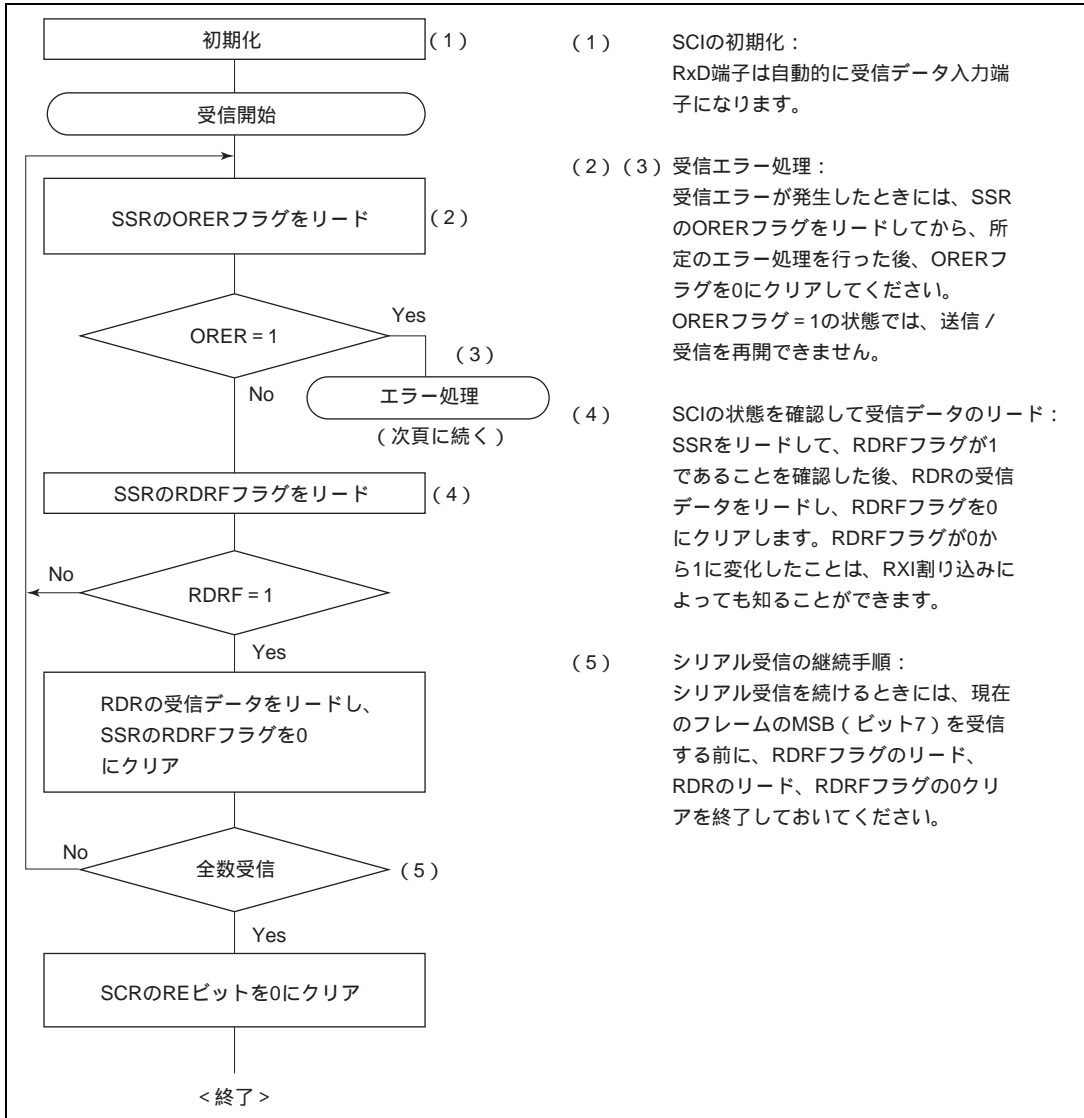 初期化
(1)
受信開始
SSRのORERフラグをリード
(2)
ORER = 1
Yes
(3)
No
エラー処理
(次頁に続く)
SSRのRDRFフラグをリード
(4)
No
RDRF = 1
Yes
RDRの受信データをリードし、
SSRのRDRFフラグを0
にクリア
No
全数受信
(5)
Yes
SCRのREビットを0にクリア
<終了>
(1) SCIの初期化:
RxD端子は自動的に受信データ入力端
子になります。
(2)(3) 受信エラー処理:
受信エラーが発生したときには、SSR
のORERフラグをリードしてから、所
定のエラー処理を行った後、ORERフ
ラグを0にクリアしてください。
ORERフラグ=1の状態では、送信/
受信を再開できません。
(4) SCIの状態を確認して受信データのリード:
SSRをリードして、RDRFフラグが1
であることを確認した後、RDRの受信
データをリードし、RDRFフラグを0
にクリアします。RDRFフラグが0か
ら1に変化したことは、RXI割り込みに
よっても知ることができます。
(5) シリアル受信の継続手順:
シリアル受信を続けるときには、現在
のフレームのMSB(ビット7)を受信
する前に、RDRFフラグのリード、
RDRのリード、RDRFフラグの0クリ
アを終了しておいてください。